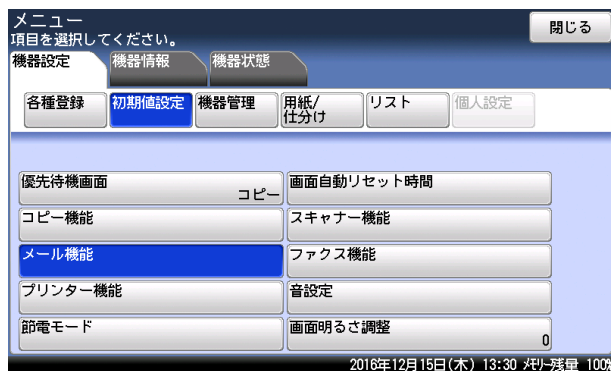 メニュー
項目を選択してください。
閉じる
機器設定 機器情報 機器状態
各種登録 初期値設定 機器管理 用紙/ リスト 個人設定
仕分け
優先待機画面 画面自動リセット時間
コピー
コピー機能 スキャナー機能
メール機能 ファクス機能
プリンター機能 音設定
節電モード 画面明るさ調整
0
2016年12月15日(木) 13:30 メモリー残量 100%